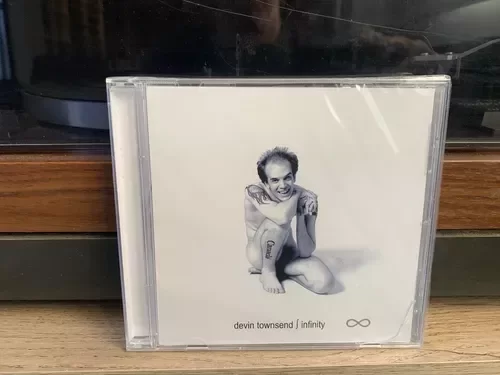 devin townsend ∫ infinity ∞